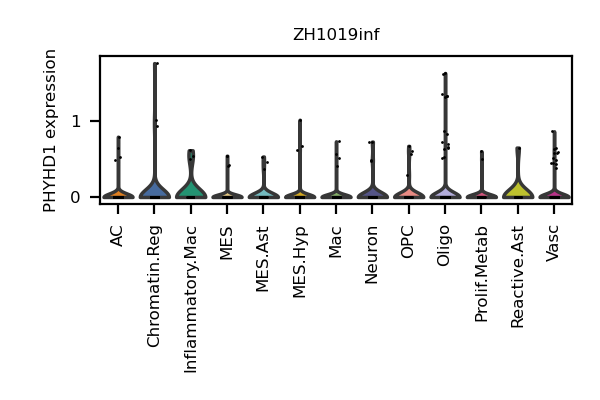 ZH1019inf
PHYHD1 expression
1
0
AC
Chromatin.Reg
Inflammatory.Mac
MES
MES.Ast
MES.Hyp
Mac
Neuron
OPC
Oligo
Prolif.Metab
Reactive.Ast
Vasc